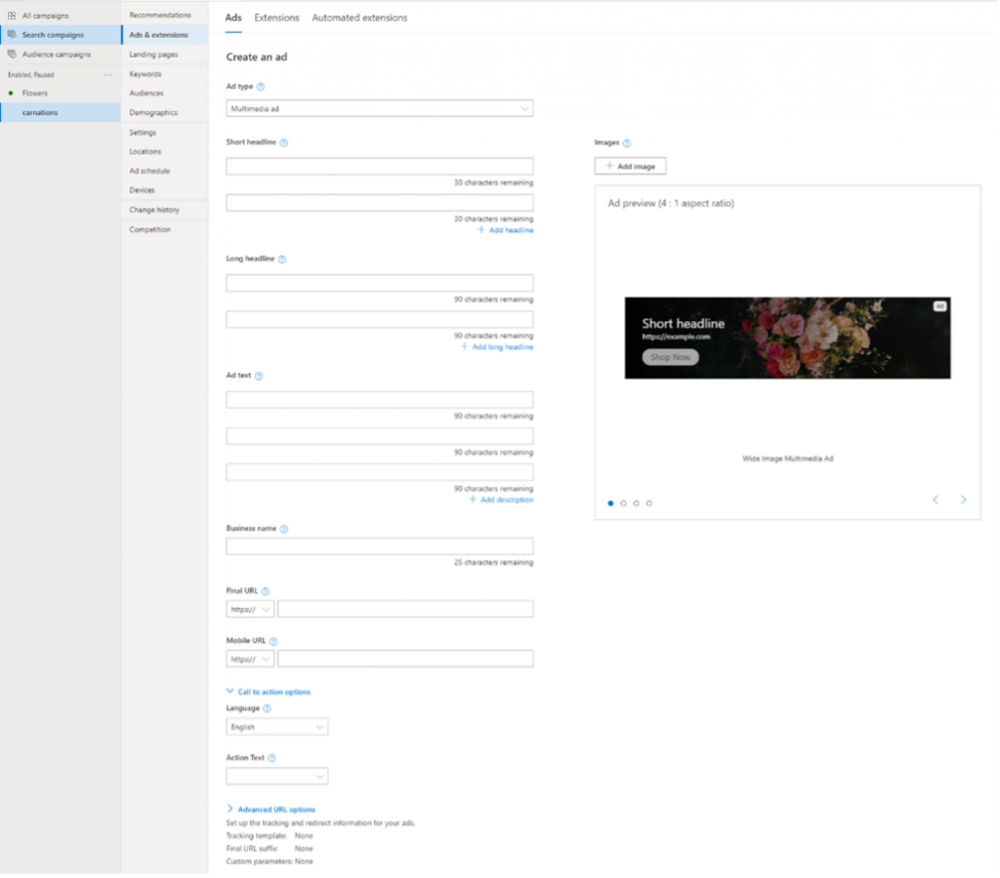 All campaigns
Search campaigns
Audience campaigns
Enabled, Paused ...
Flowers
carnations
Recommendations
Ads & extensions
Landing pages
Keywords
Audiences
Demographics
Settings
Locations
Ad schedule
Devices
Change history
Competition
Ads Extensions Automated extensions
Create an ad
Ad type ?
Multimedia ad
Short headline ?
30 characters remaining
30 characters remaining
+ Add headline
Long headline ?
90 characters remaining
90 characters remaining
+ Add long headline
Ad text ?
90 characters remaining
90 characters remaining
90 characters remaining
+ Add description
Business name ?
25 characters remaining
Final URL ?
https://
Mobile URL ?
https://
Call to action options
Language ?
English
Action Text ?
Advanced URL options
Set up the tracking and redirect information for your ads.
Tracking template: None
Final URL suffix: None
Custom parameters: None
Images ?
+ Add image
Ad preview (4 : 1 aspect ratio)
Ad
Short headline
https://example.com
Shop Now
Wide Image Multimedia Ad